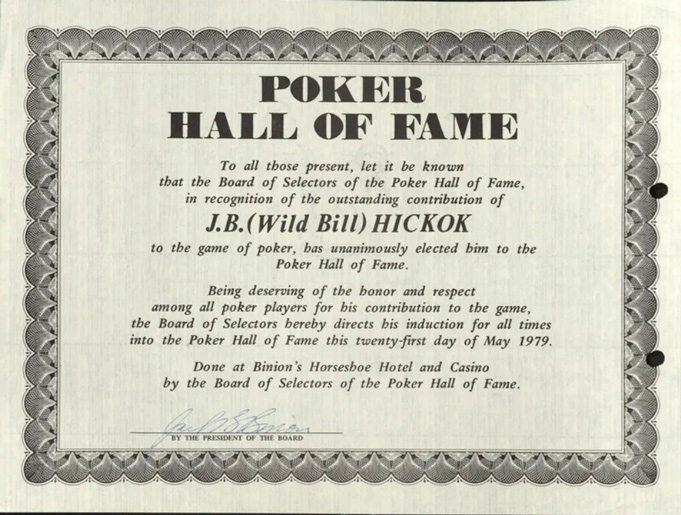 POKER
HALL OF FAME
To all those present, let it be known
that the Board of Selectors of the Poker Hall of Fame,
in recognition of the outstanding contribution of
J.B. (Wild Bill) HICKOK
to the game of poker, has unanimously elected him to the
Poker Hall of Fame.
Being deserving of the honor and respect
among all poker players for his contribution to the game,
the Board of Selectors hereby directs his induction for all times
into the Poker Hall of Fame this twenty-first day of May 1979.
Done at Binion's Horseshoe Hotel and Casino
by the Board of Selectors of the Poker Hall of Fame.
BY THE PRESIDENT OF THE BOARD